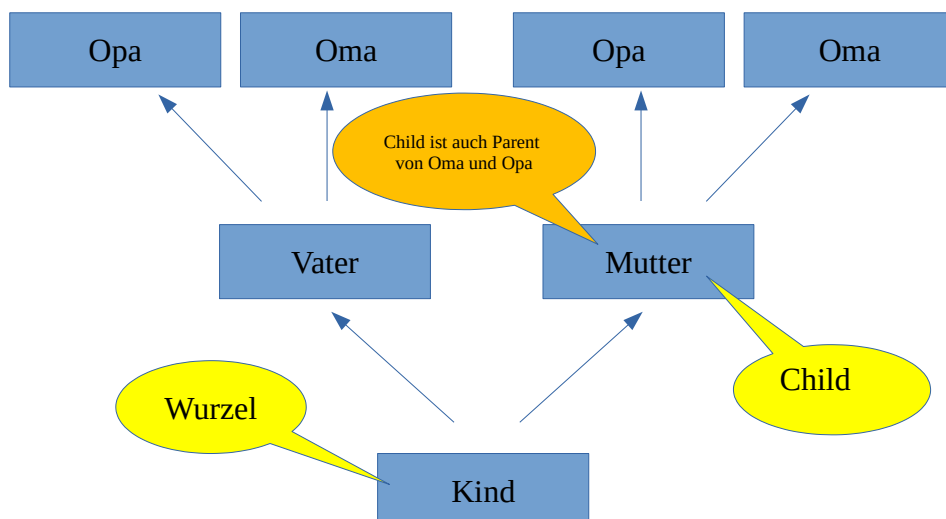 Opa
Oma
Opa
Oma
Child ist auch Parent
von Oma und Opa
Vater
Mutter
Child
Wurzel
Kind